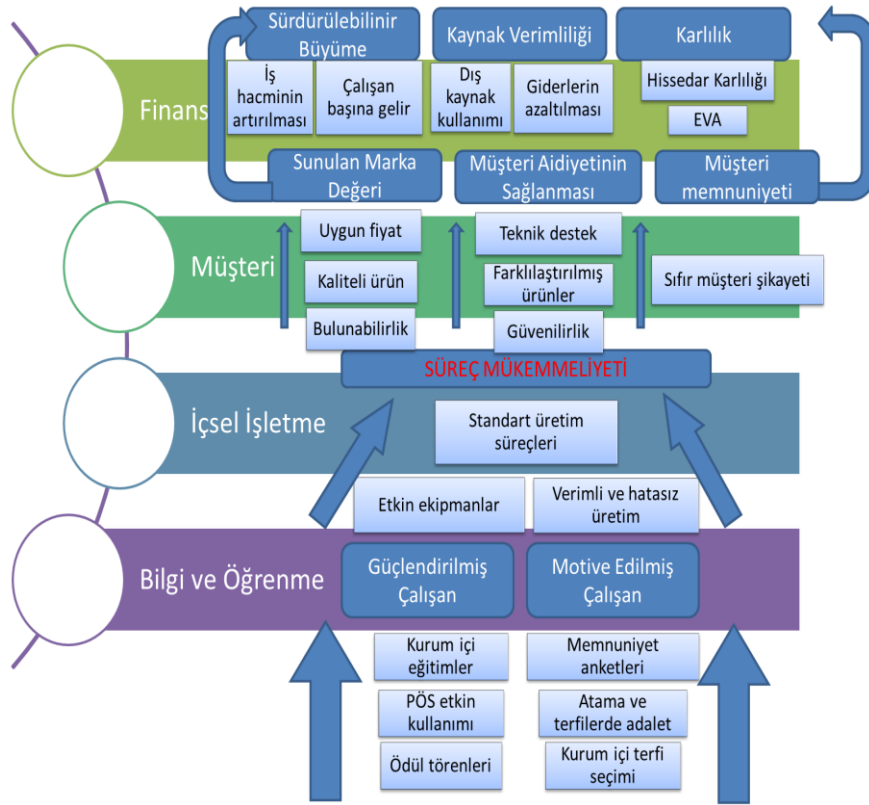 Sürdürülebilinir
Büyüme
Kaynak Verimliliği
Karlılık
Finans
İş
hacminin
artırılması
Çalışan
başına gelir
Dış
kaynak
kullanımı
Giderlerin
azaltılması
Hissedar Karlılığı
EVA
Sunulan Marka
Değeri
Müşteri Aidiyetinin
Sağlanması
Müşteri
memnuniyeti
Müşteri
Uygun fiyat
Kaliteli ürün
Bulunabilirlik
Teknik destek
Farklılaştırılmış
ürünler
Güvenilirlik
Sıfır müşteri şikayeti
SÜREÇ MÜKEMMELİYETİ
İçsel İşletme
Standart üretim
süreçleri
Etkin ekipmanlar
Verimli ve hatasız
üretim
Bilgi ve Öğrenme
Güçlendirilmiş
Çalışan
Motive Edilmiş
Çalışan
Kurum içi
eğitimler
Memnuniyet
anketleri
PÖS etkin
kullanımı
Atama ve
terfilerde adalet
Ödül törenleri
Kurum içi terfi
seçimi